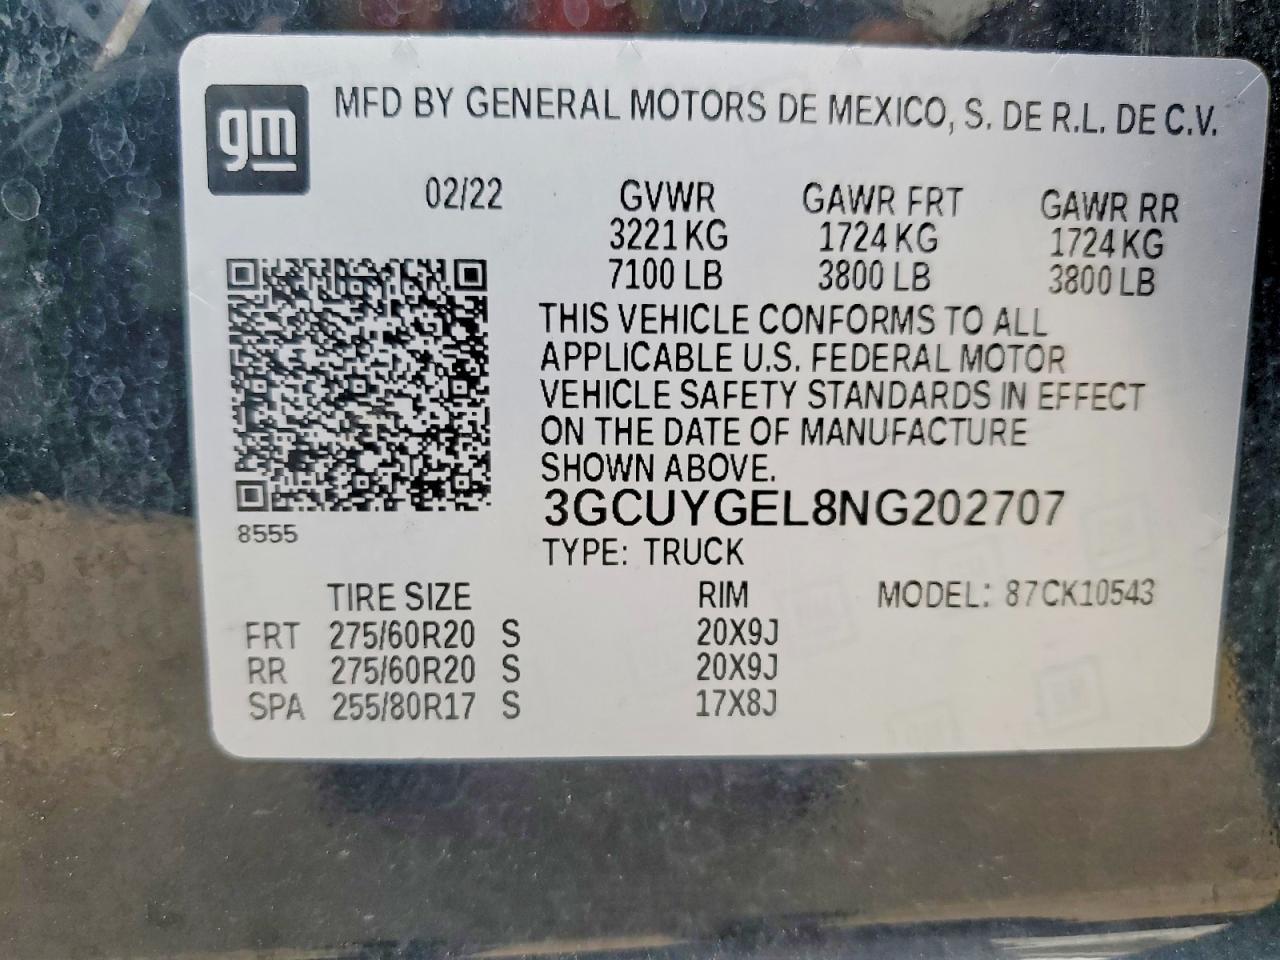 gm
MFD BY GENERAL MOTORS DE MEXICO, S. DE R.L. DE C.V.
02/22 GVWR GAWR FRT GAWR RR
3221 KG 1724 KG 1724 KG
7100 LB 3800 LB 3800 LB
THIS VEHICLE CONFORMS TO ALL
APPLICABLE U.S. FEDERAL MOTOR
VEHICLE SAFETY STANDARDS IN EFFECT
ON THE DATE OF MANUFACTURE
SHOWN ABOVE.
3GCUYGEL8NG202707
8555
TYPE: TRUCK
TIRE SIZE RIM MODEL: 87CK10543
FRT 275/60R20 S 20X9J
RR 275/60R20 S 20X9J
SPA 255/80R17 S 17X8J